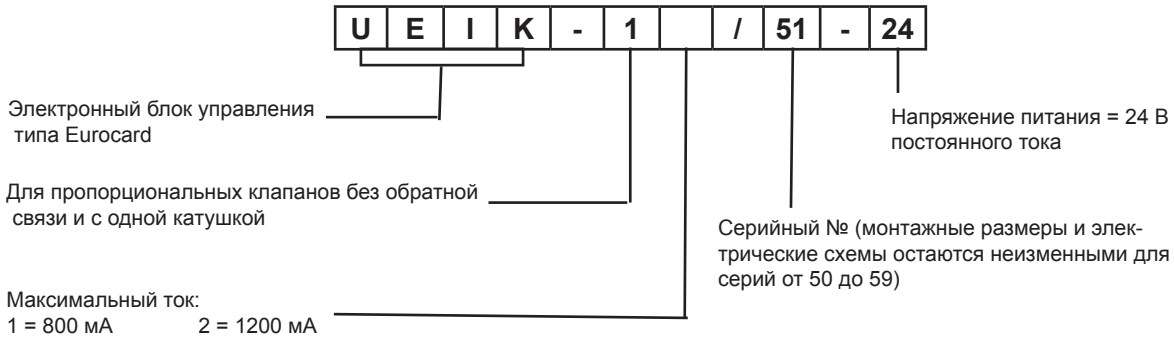 U E I K - 1 / 51 - 24
Электронный блок управления
типа Eurocard
Напряжение питания = 24 В
постоянного тока
Для пропорциональных клапанов без обратной
связи и с одной катушкой
Серийный № (монтажные размеры и элек-
трические схемы остаются неизменными для
серий от 50 до 59)
Максимальный ток:
1 = 800 мА 2 = 1200 мА